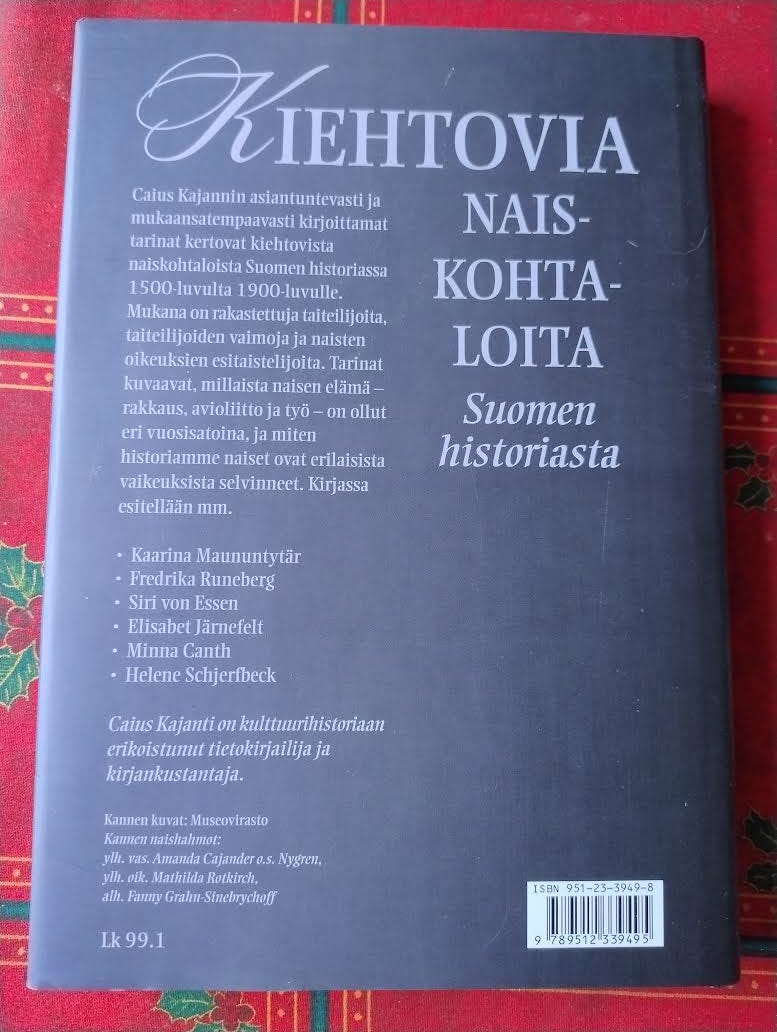 KIEHTOVIA
NAIS-
KOHTA-
LOITA
Suomen
historiasta
Caius Kajannin asiantuntevasti ja
mukaansatempaavasti kirjoittamat
tarinat kertovat kiehtovista
naiskohtaloista Suomen historiassa
1500-luvulta 1900-luvulle.
Mukana on rakastettuja taiteilijoita,
taiteilijoiden vaimoja ja naisten
oikeuksien esitaistelijoita. Tarinat
kuvaavat, millaista naisen elämä –
rakkaus, avioliitto ja työ – on ollut
eri vuosisatoina, ja miten
historiamme naiset ovat erilaisista
vaikeuksista selvinneet. Kirjassa
esitellään mm.
• Kaarina Maununtytär
• Fredrika Runeberg
• Siri von Essen
• Elisabet Järnefelt
• Minna Canth
• Helene Schjerfbeck
Caius Kajanti on kulttuurihistoriaan
erikoistunut tietokirjailija ja
kirjankustantaja.
Kannen kuvat: Museovirasto
Kannen naishahmot:
ylh. vas. Amanda Cajander o.s. Nygren,
ylh. oik. Mathilda Rotkirch,
alh. Fanny Grahn-Sinebrychoff
Lk 99.1
ISBN 951-23-3949-8
9 789512 339495